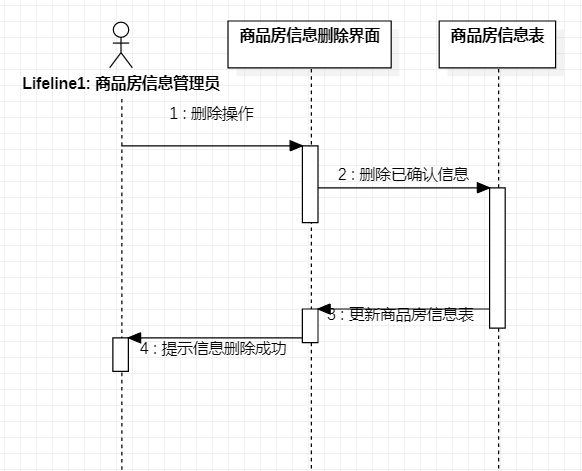 商品房信息删除界面
商品房信息表
Lifeline1: 商品房信息管理员
1 : 删除操作
2 : 删除已确认信息
3 : 更新商品房信息表
4 : 提示信息删除成功